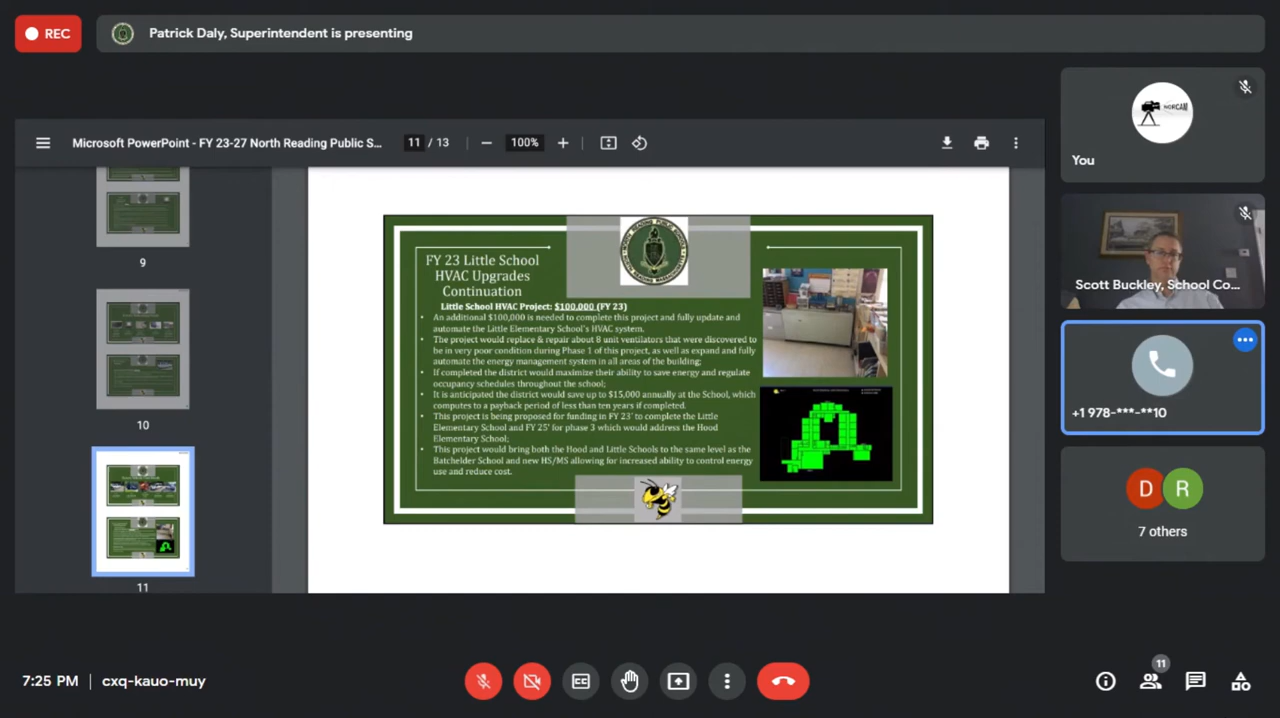 REC
Patrick Daly, Superintendent is presenting
Microsoft PowerPoint - FY 23-27 North Reading Public S...
11 / 13
100%
9
10
11
FY 23 Little School
HVAC Upgrades
Continuation
Little School HVAC Project: $100,000 (FY 23)
• An additional $100,000 is needed to complete this project and fully update and
automate the Little Elementary School's HVAC system.
• The project would replace & repair about 8 unit ventilators that were discovered to
be in very poor condition during Phase 1 of this project, as well as expand and fully
automate the energy management system in all areas of the building;
• If completed the district would maximize their ability to save energy and regulate
occupancy schedules throughout the school;
• It is anticipated the district would save up to $15,000 annually at the School, which
computes to a payback period of less than ten years if completed.
• This project is being proposed for funding in FY 23' to complete the Little
Elementary School and FY 25' for phase 3 which would address the Hood
Elementary School;
• This project would bring both the Hood and Little Schools to the same level as the
Batchelder School and new HS/MS allowing for increased ability to control energy
use and reduce cost.
NORCAM
You
Scott Buckley, School Co...
+1 978-***-**10
D
R
7 others
7:25 PM | cxq-kauo-muy
CC
11